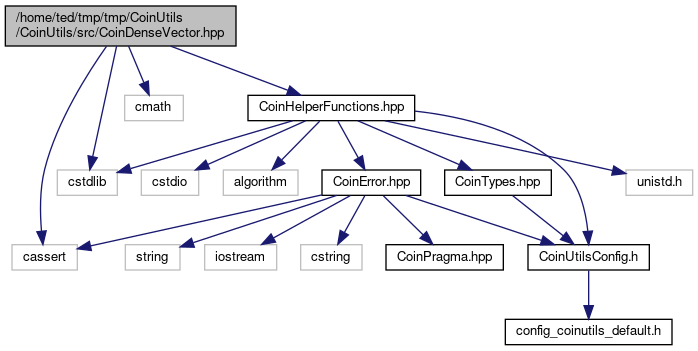 /home/ted/tmp/tmp/CoinUtils
/CoinUtils/src/CoinDenseVector.hpp
cmath
CoinHelperFunctions.hpp
cstdlib
cstdio
algorithm
CoinError.hpp
CoinTypes.hpp
unistd.h
cassert
string
iostream
cstring
CoinPragma.hpp
CoinUtilsConfig.h
config_coinutils_default.h